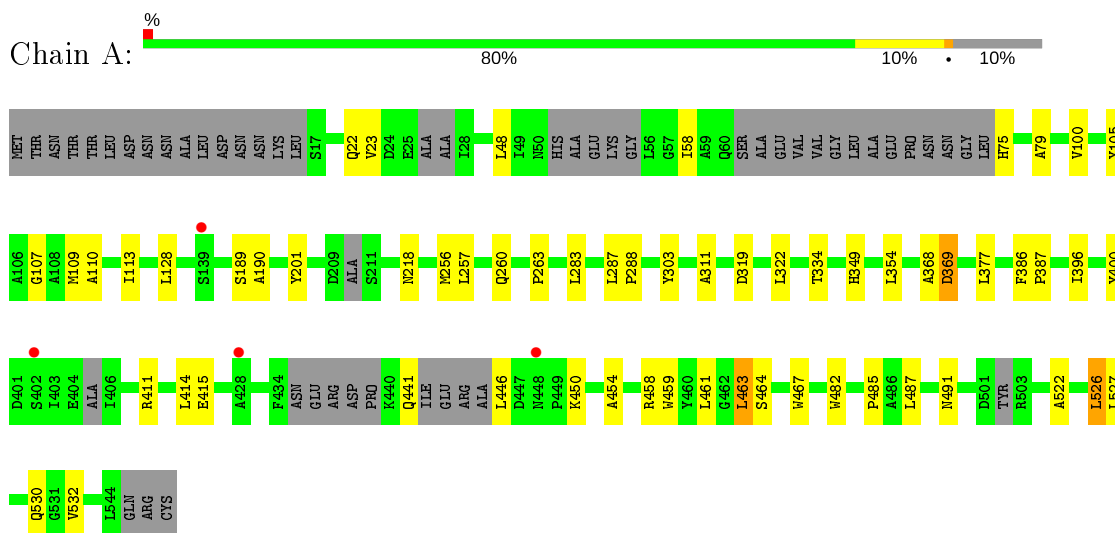 %
Chain A:
80% 10% • 10%
MET THR ASN THR THR LEU ASP ASN ASN ALA LEU ASP ASN ASN LYS LEU S17 Q22 V23 D24 E25 ALA ALA I28 L48 I49 N50 HIS ALA GLU LYS GLY L56 G57 I58 A59 Q60 SER ALA GLU VAL VAL GLY LEU ALA GLU PRO ASN ASN GLY LEU H75 A79 V100 Y105
A106 G107 A108 M109 A110 I113 L128 S139 S189 A190 Y201 D209 ALA S211 N218 M256 L257 Q260 P263 L283 L287 P288 Y303 A311 D319 L322 T334 H349 L354 A368 D369 L377 F386 P387 I396 Y400
D401 S402 I403 E404 ALA I406 R411 L414 E415 A428 F434 ASN GLU ARG ASP PRO K440 Q441 ILE GLU ARG ALA L446 D447 N448 P449 K450 A454 R458 W459 Y460 L461 G462 L463 S464 W467 W482 P485 A486 L487 N491 D501 TYR R503 A522 L526 L527
Q530 G531 V532 L544 GLN ARG CYS